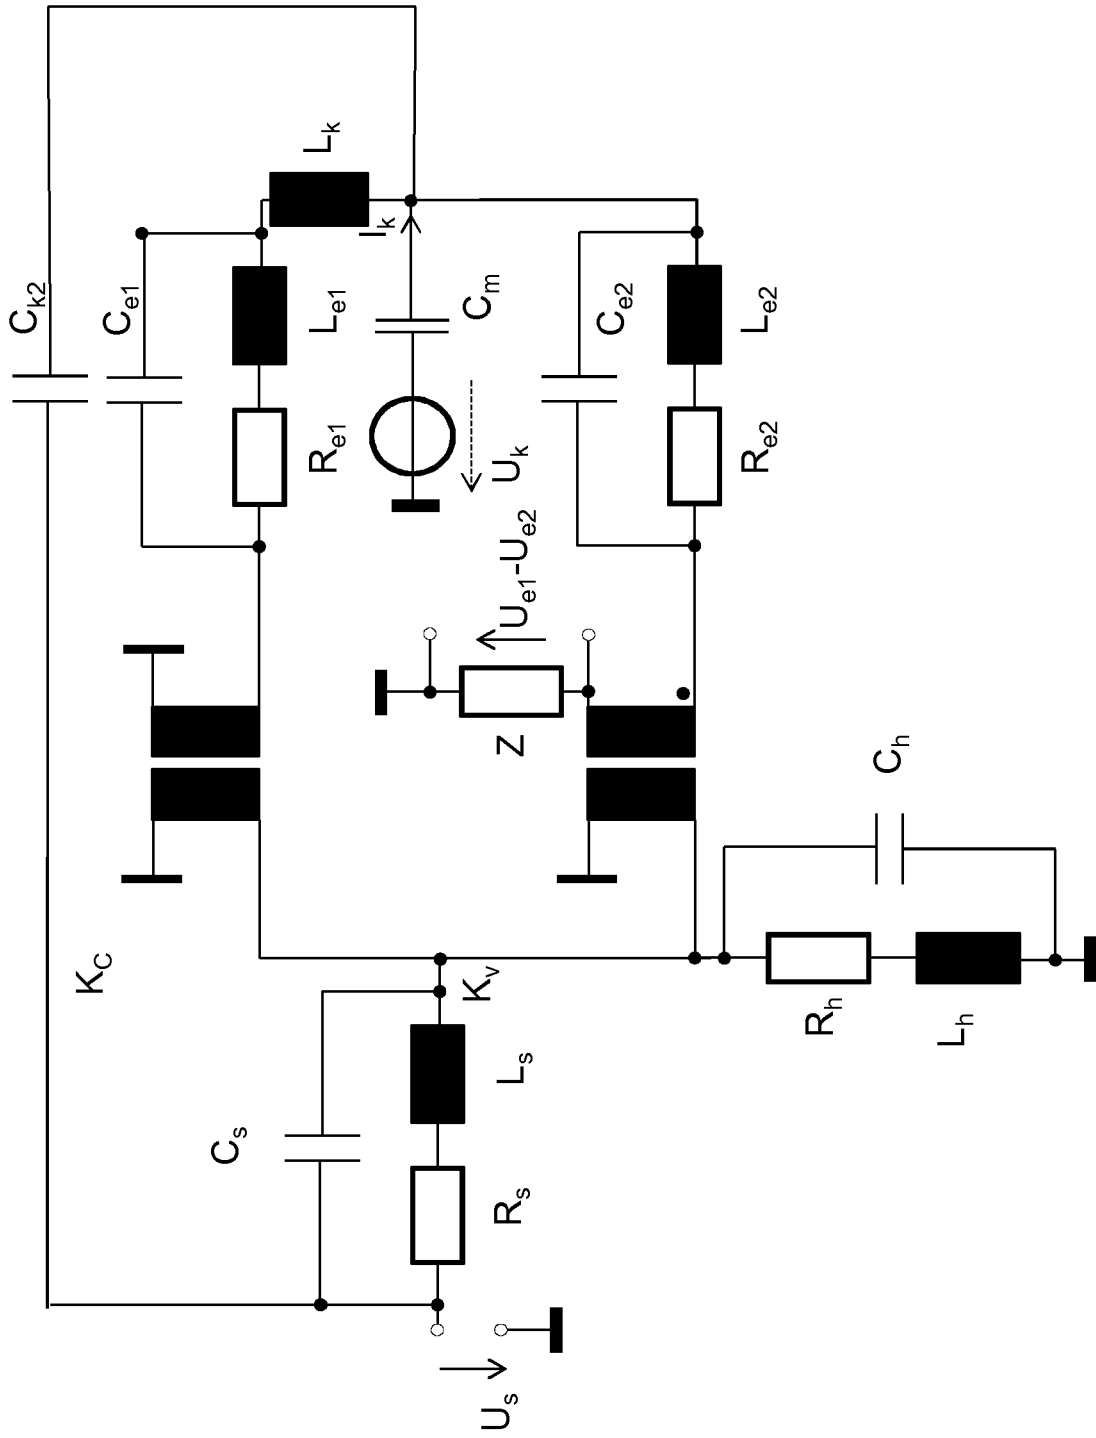 C_k2
C_e1
L_k
L_e1
R_e1
I_k
C_m
U_k
C_e2
L_e2
R_e2
U_e1-U_e2
Z
C_h
K_C
K_v
R_h
L_h
C_s
L_s
R_s
U_s